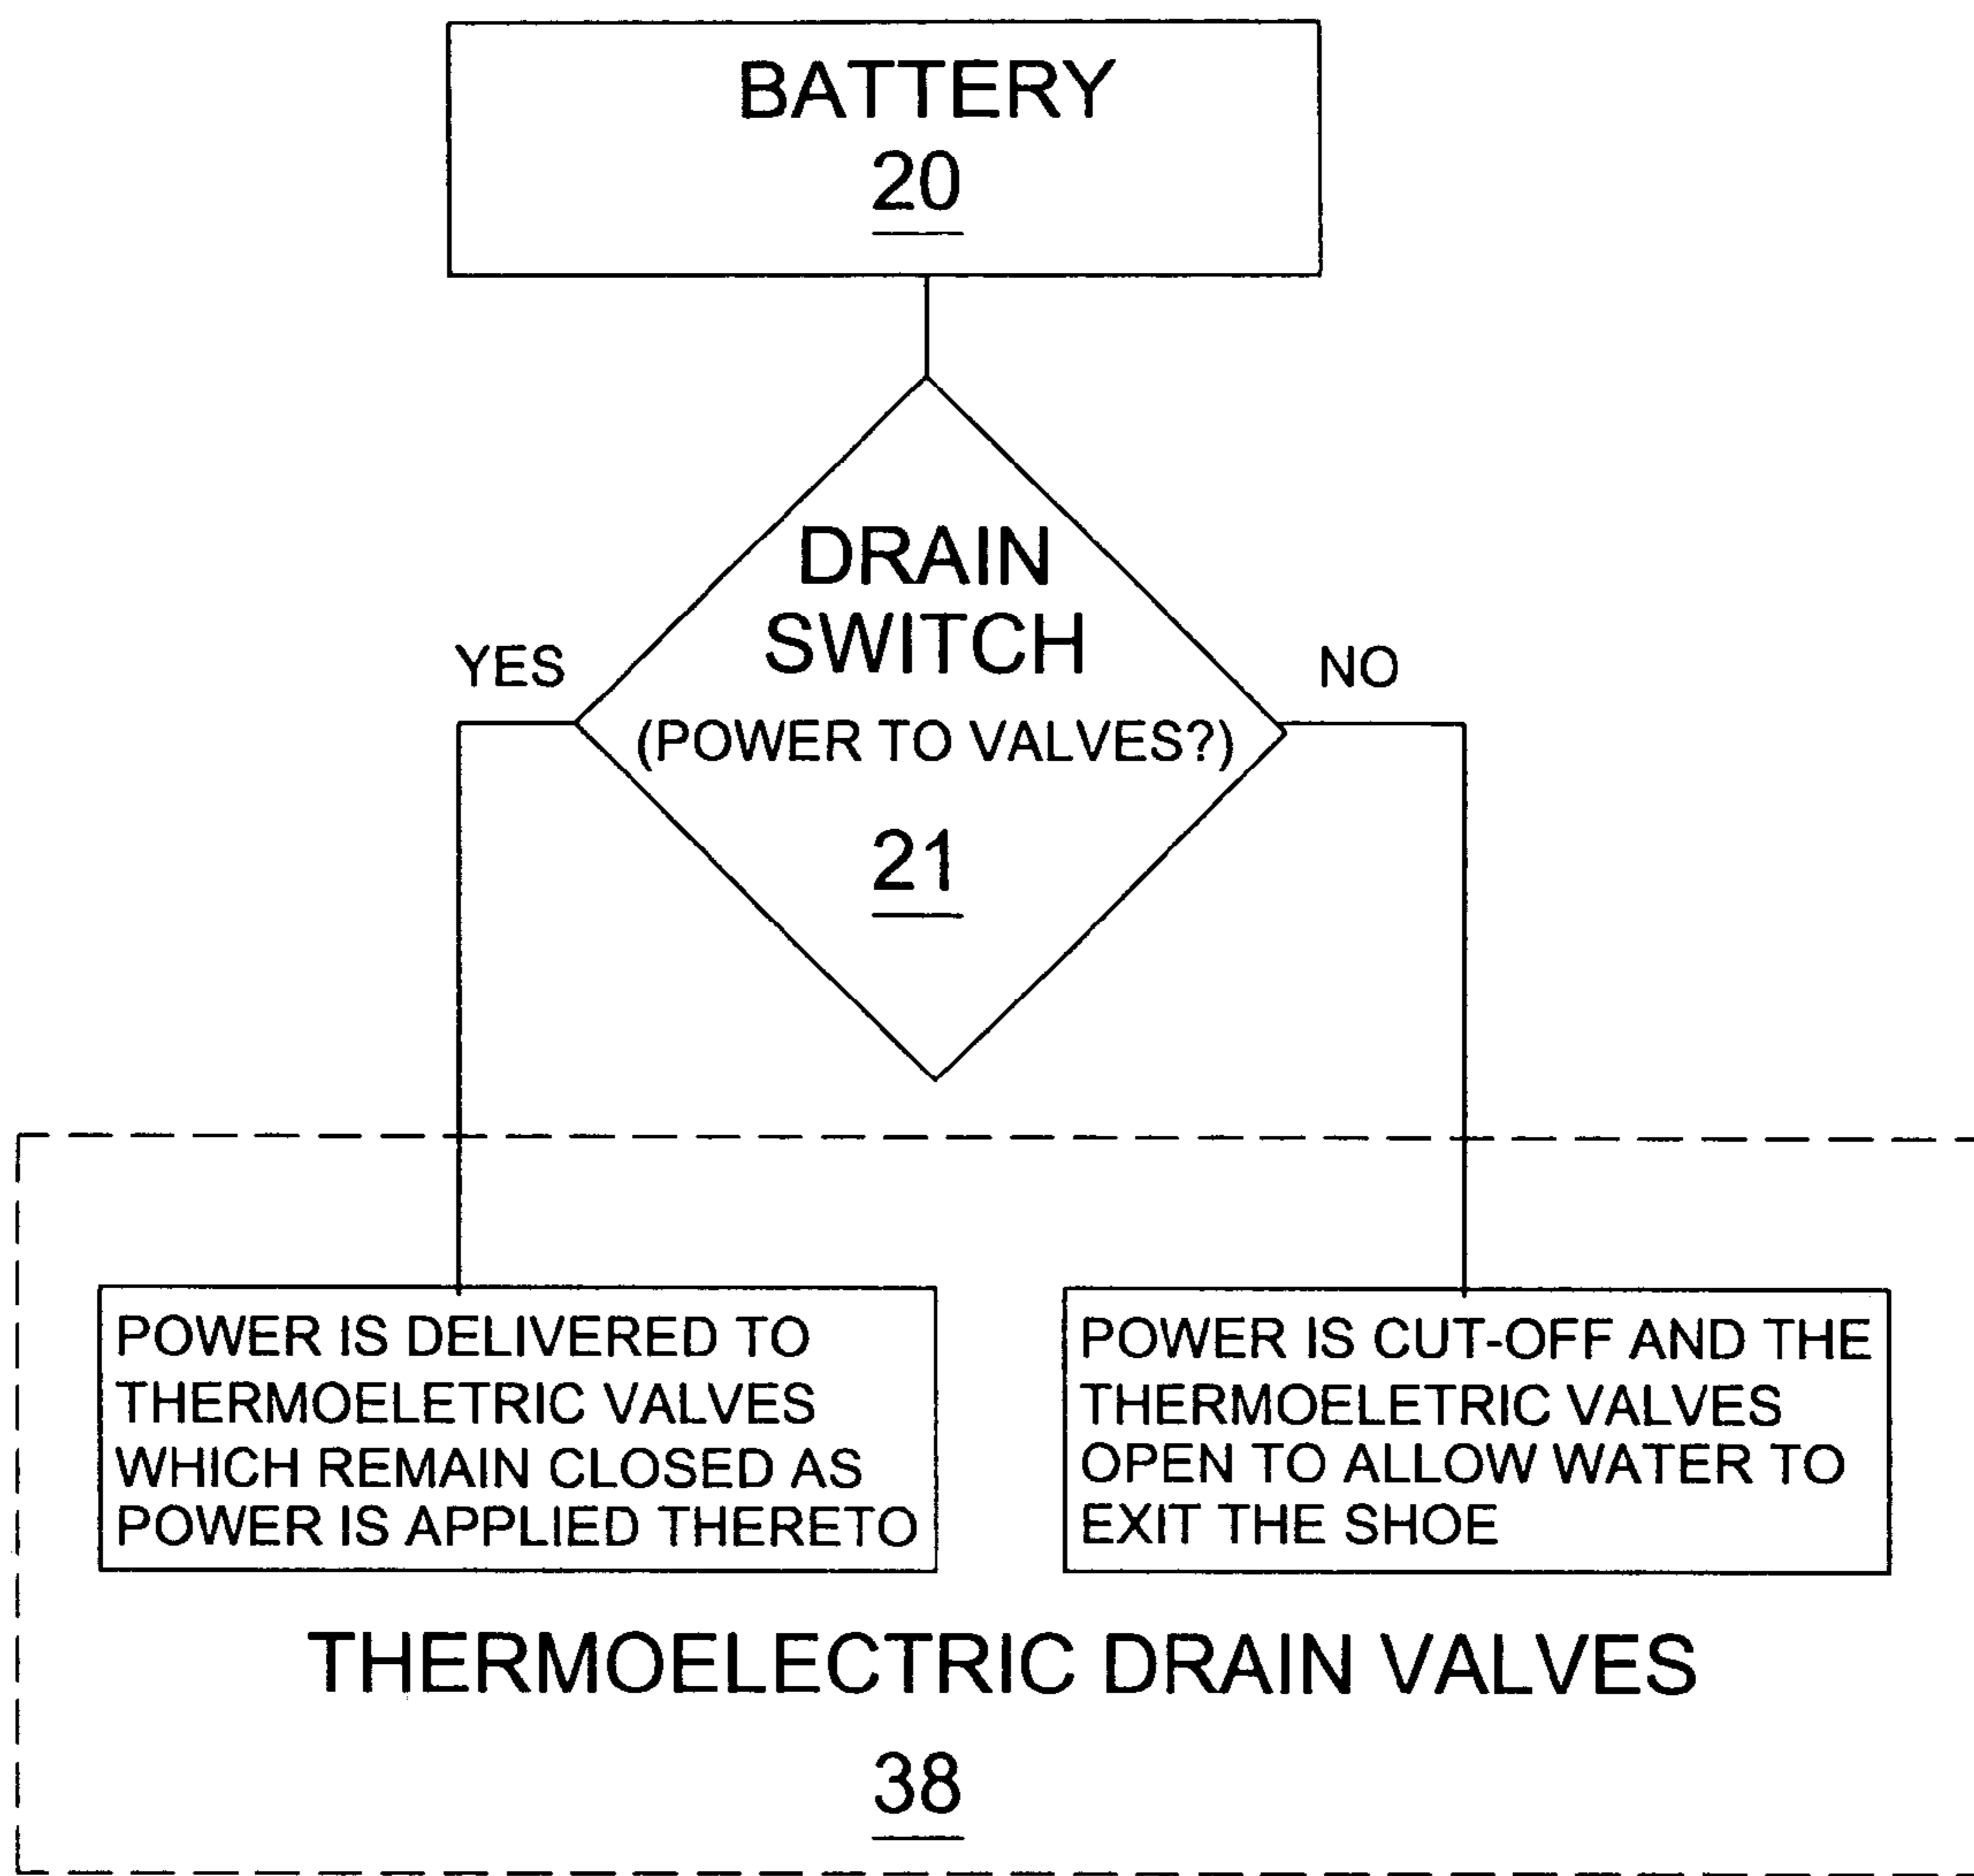 BATTERY
20
DRAIN
SWITCH
(POWER TO VALVES?)
21
YES
NO
POWER IS DELIVERED TO
THERMOELETRIC VALVES
WHICH REMAIN CLOSED AS
POWER IS APPLIED THERETO
POWER IS CUT-OFF AND THE
THERMOELETRIC VALVES
OPEN TO ALLOW WATER TO
EXIT THE SHOE
THERMOELECTRIC DRAIN VALVES
38